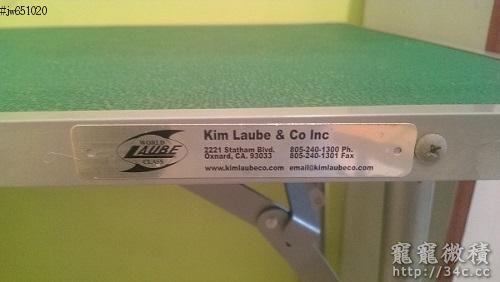 #jw651020
WORLD
LAUBE
CLASS
Kim Laube & Co Inc
2221 Statham Blvd. 805-240-1300 Ph.
Oxnard, CA. 93033 805-240-1301 Fax
www.kimlaubeco.com email@kimlaubeco.com
寵寵微積
http://34c.cc